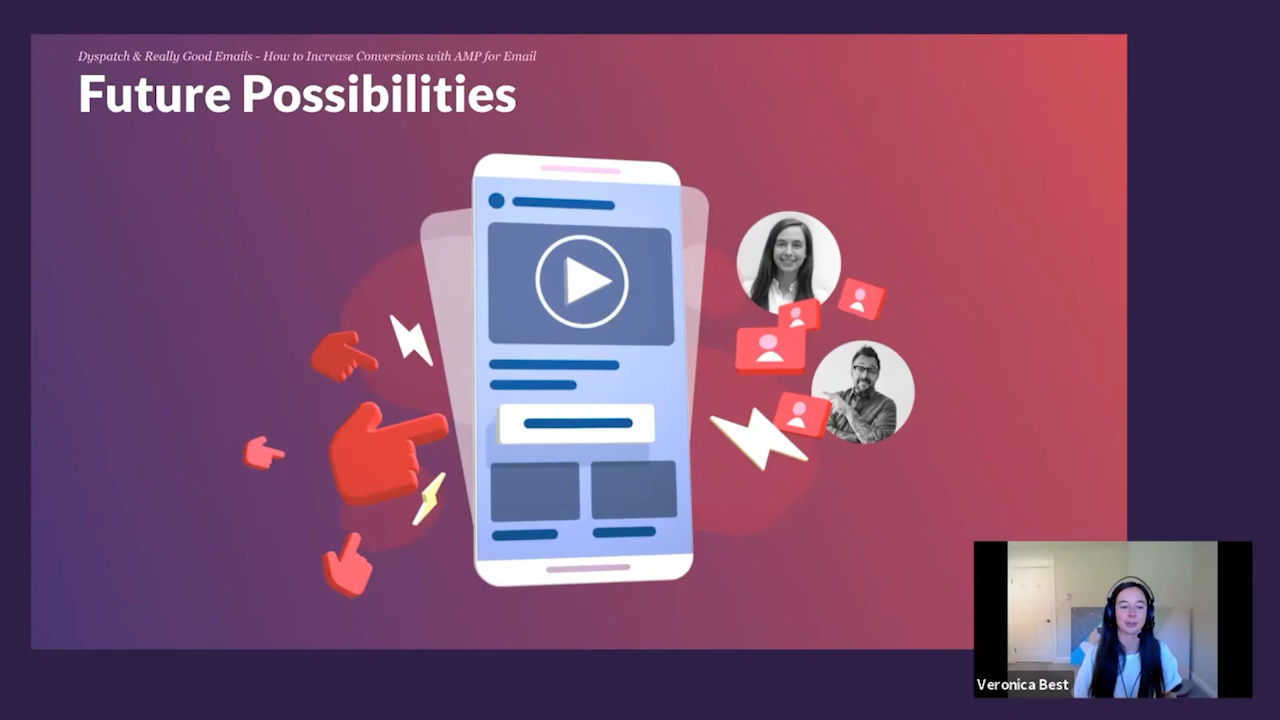 Dyspatch & Really Good Emails - How to Increase Conversions with AMP for Email
Future Possibilities
Veronica Best